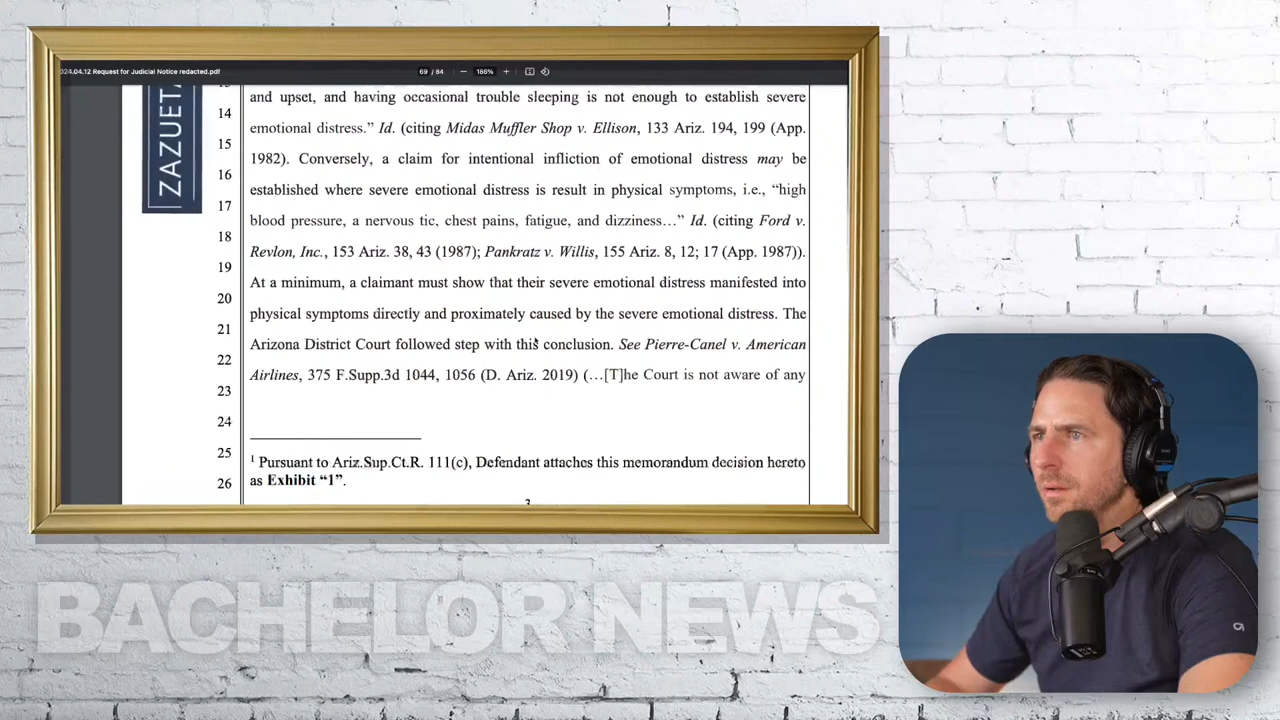 024.04.12 Request for Judicial Notice redacted.pdf
69 / 84
186%
ZAZUETA
14
15
16
17
18
19
20
21
22
23
24
25
26
and upset, and having occasional trouble sleeping is not enough to establish severe
emotional distress.” Id. (citing Midas Muffler Shop v. Ellison, 133 Ariz. 194, 199 (App.
1982). Conversely, a claim for intentional infliction of emotional distress may be
established where severe emotional distress is result in physical symptoms, i.e., “high
blood pressure, a nervous tic, chest pains, fatigue, and dizziness…” Id. (citing Ford v.
Revlon, Inc., 153 Ariz. 38, 43 (1987); Pankratz v. Willis, 155 Ariz. 8, 12; 17 (App. 1987)).
At a minimum, a claimant must show that their severe emotional distress manifested into
physical symptoms directly and proximately caused by the severe emotional distress. The
Arizona District Court followed step with this conclusion. See Pierre-Canel v. American
Airlines, 375 F.Supp.3d 1044, 1056 (D. Ariz. 2019) (…[T]he Court is not aware of any
1 Pursuant to Ariz.Sup.Ct.R. 111(c), Defendant attaches this memorandum decision hereto
as Exhibit “1”.
BACHELOR NEWS